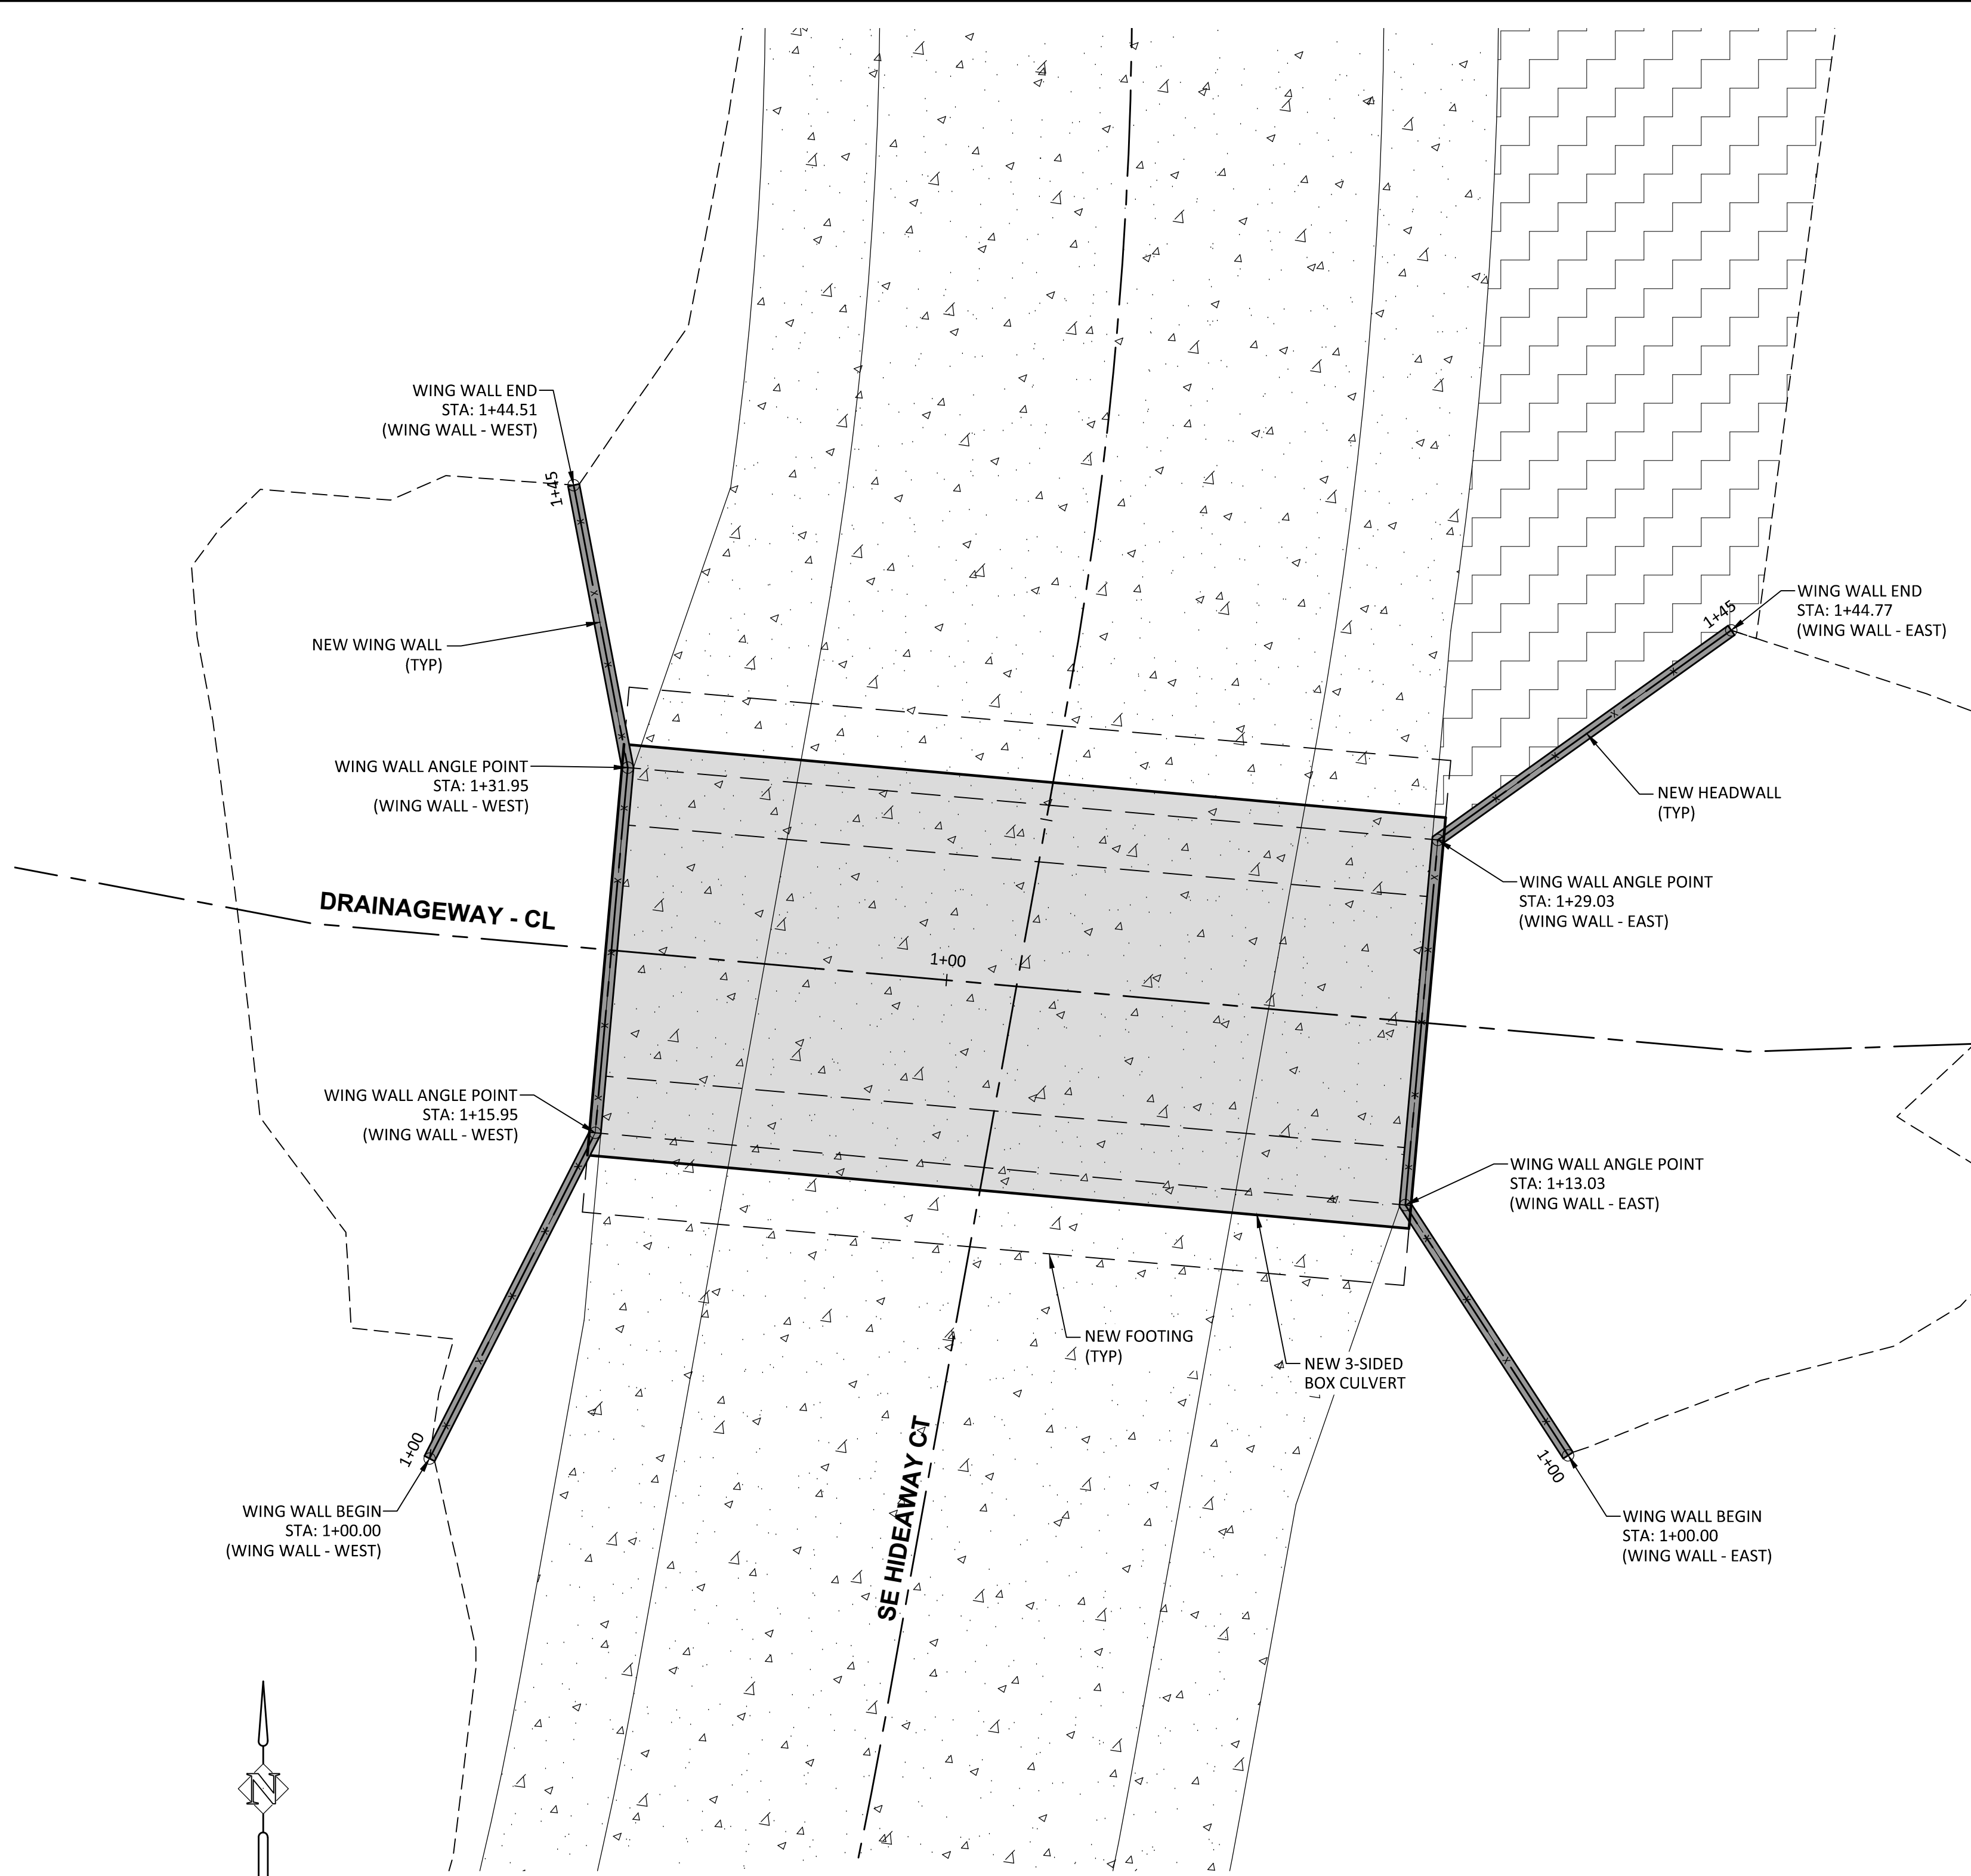 WING WALL END
STA: 1+44.51
(WING WALL - WEST)
1+45
WING WALL END
STA: 1+44.77
(WING WALL - EAST)
1+45
NEW WING WALL
(TYP)
WING WALL ANGLE POINT
STA: 1+31.95
(WING WALL - WEST)
NEW HEADWALL
(TYP)
WING WALL ANGLE POINT
STA: 1+29.03
(WING WALL - EAST)
DRAINAGEWAY - CL
1+00
WING WALL ANGLE POINT
STA: 1+15.95
(WING WALL - WEST)
WING WALL ANGLE POINT
STA: 1+13.03
(WING WALL - EAST)
NEW FOOTING
(TYP)
NEW 3-SIDED
BOX CULVERT
SE HIDEAWAY CT
1+00
WING WALL BEGIN
STA: 1+00.00
(WING WALL - WEST)
1+00
WING WALL BEGIN
STA: 1+00.00
(WING WALL - EAST)
N